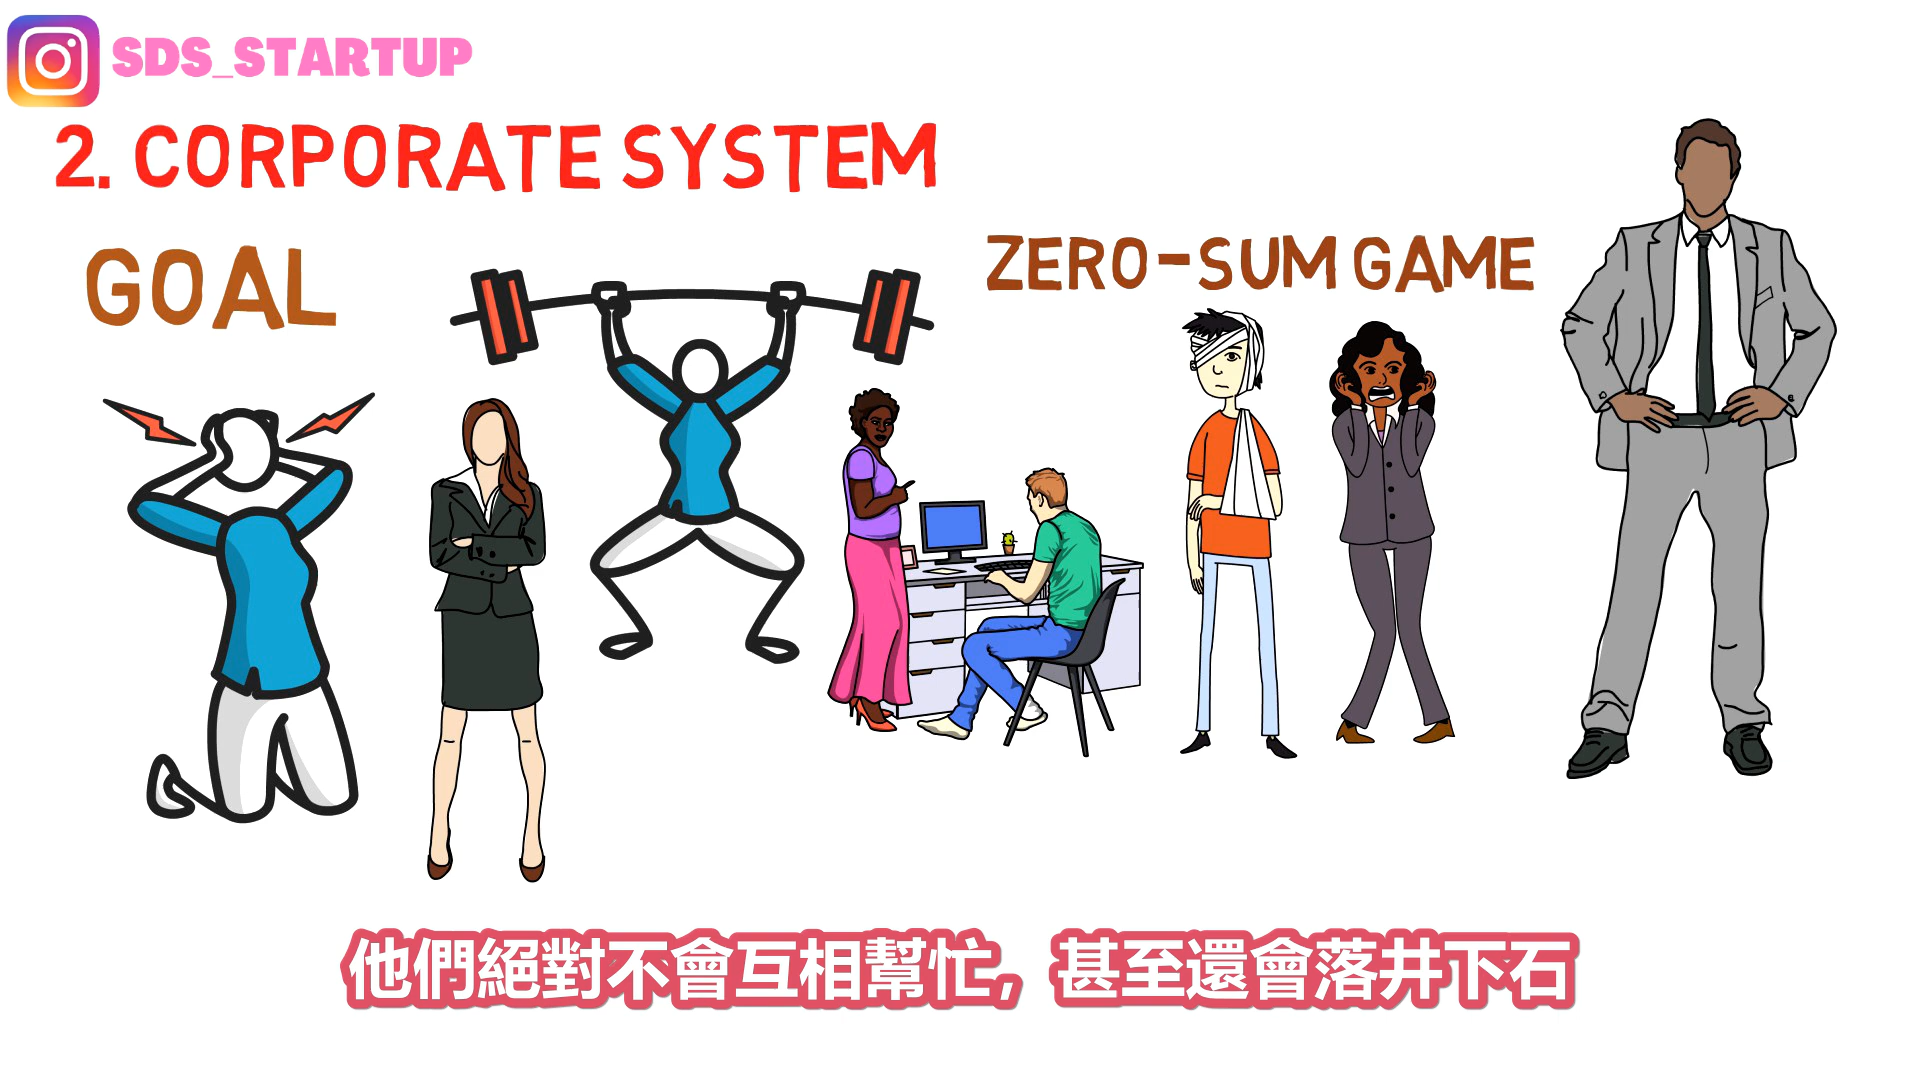 SDS_STARTUP
2. CORPORATE SYSTEM
GOAL
ZERO-SUM GAME
他們絕對不會互相幫忙，甚至還會落井下石